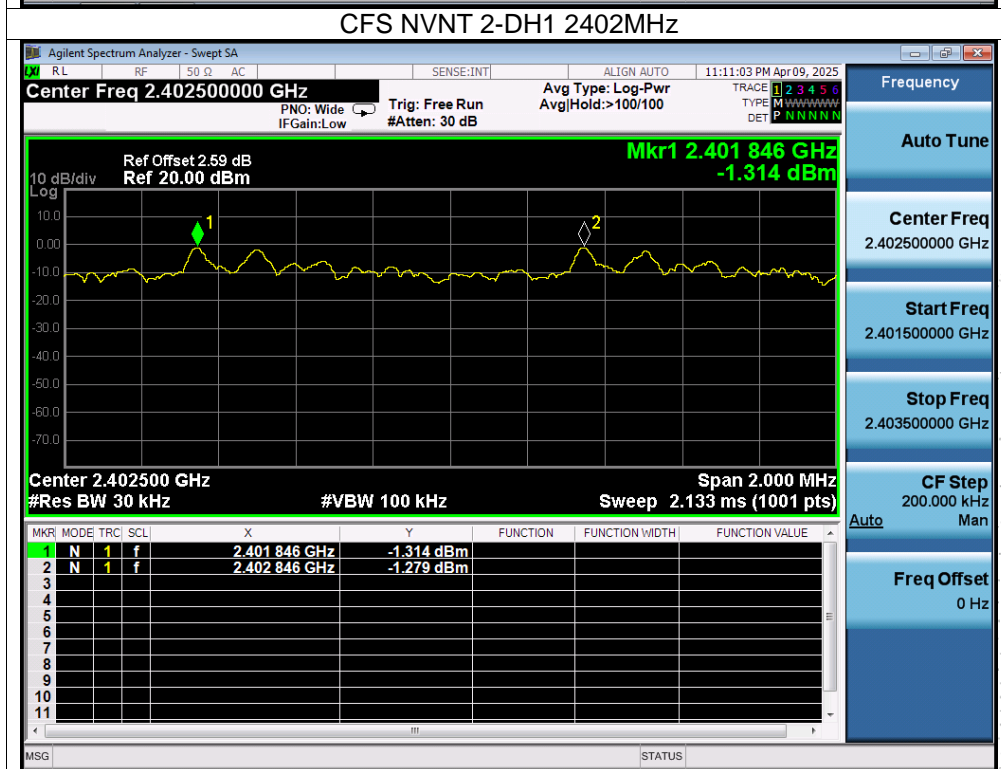 CFS NVNT 2-DH1 2402MHz
Agilent Spectrum Analyzer - Swept SA
LXI RL RF 50 Ω AC SENSE:INT ALIGN AUTO 11:11:03 PM Apr 09, 2025
Center Freq 2.402500000 GHz
PNO: Wide
IFGain:Low
Trig: Free Run
#Atten: 30 dB
Avg Type: Log-Pwr
Avg|Hold:>100/100
TRACE 1 2 3 4 5 6
TYPE M WWWWW
DET P N N N N N
Frequency
Auto Tune
Center Freq
2.402500000 GHz
Start Freq
2.401500000 GHz
Stop Freq
2.403500000 GHz
CF Step
200.000 kHz
Auto Man
Freq Offset
0 Hz
Mkr1 2.401 846 GHz
-1.314 dBm
Ref Offset 2.59 dB
10 dB/div Ref 20.00 dBm
Log
10.0
0.00
-10.0
-20.0
-30.0
-40.0
-50.0
-60.0
-70.0
1
2
Center 2.402500 GHz Span 2.000 MHz
#Res BW 30 kHz #VBW 100 kHz Sweep 2.133 ms (1001 pts)
MKR MODE TRC SCL X Y FUNCTION FUNCTION WIDTH FUNCTION VALUE
1 N 1 f 2.401 846 GHz -1.314 dBm
2 N 1 f 2.402 846 GHz -1.279 dBm
3
4
5
6
7
8
9
10
11
MSG STATUS